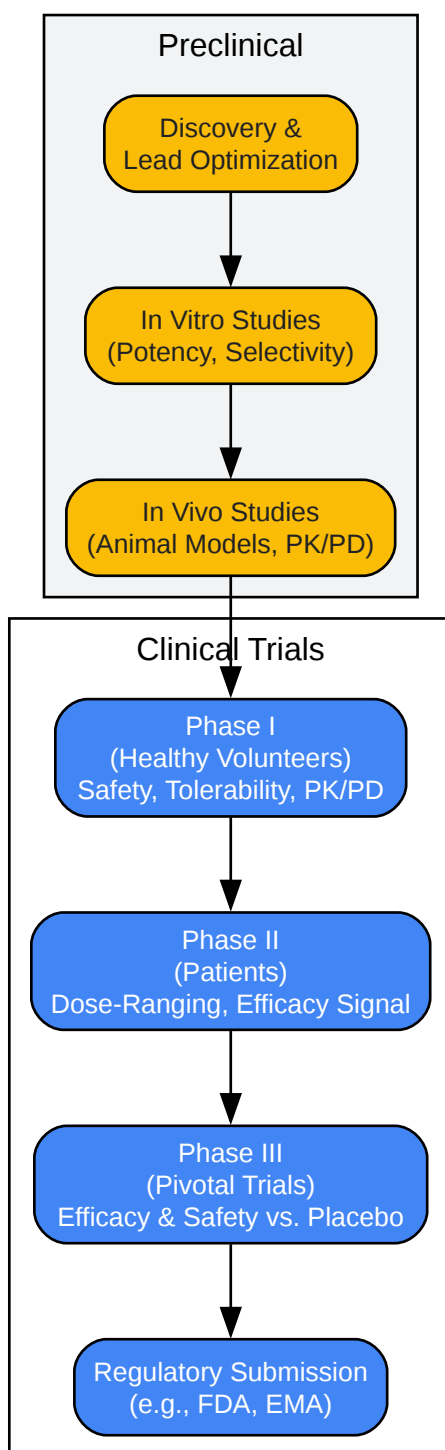 Preclinical
Discovery &
Lead Optimization
In Vitro Studies
(Potency, Selectivity)
In Vivo Studies
(Animal Models, PK/PD)
Clinical Trials
Phase I
(Healthy Volunteers)
Safety, Tolerability, PK/PD
Phase II
(Patients)
Dose-Ranging, Efficacy Signal
Phase III
(Pivotal Trials)
Efficacy & Safety vs. Placebo
Regulatory Submission
(e.g., FDA, EMA)